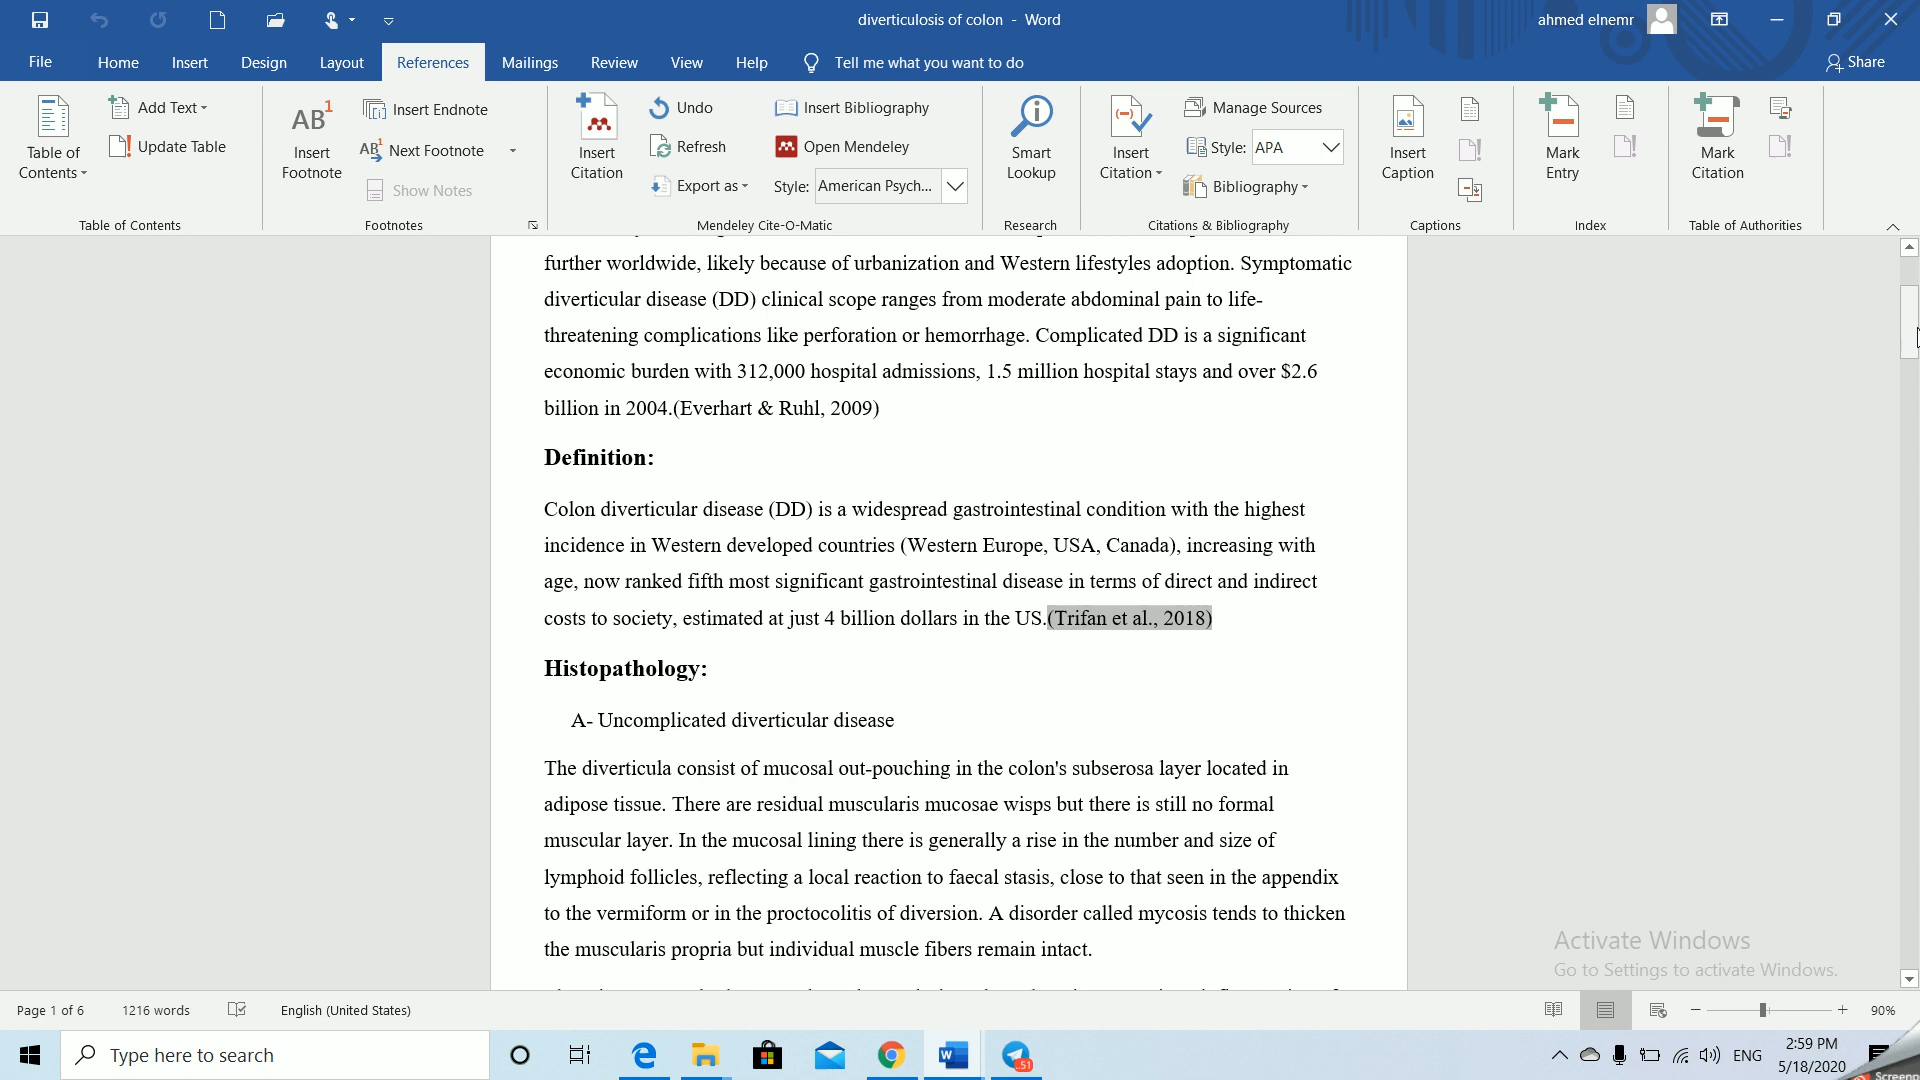 diverticulosis of colon - Word
ahmed elnemr
File Home Insert Design Layout References Mailings Review View Help Tell me what you want to do Share
Table of Contents
Add Text
Update Table
Table of Contents
AB1 Insert Footnote
Insert Endnote
AB1 Next Footnote
Show Notes
Footnotes
Insert Citation
Undo
Refresh
Export as
Insert Bibliography
Open Mendeley
Style: American Psych...
Mendeley Cite-O-Matic
Smart Lookup
Research
Insert Citation
Manage Sources
Style: APA
Bibliography
Citations & Bibliography
Insert Caption
Captions
Mark Entry
Index
Mark Citation
Table of Authorities
further worldwide, likely because of urbanization and Western lifestyles adoption. Symptomatic
diverticular disease (DD) clinical scope ranges from moderate abdominal pain to life-
threatening complications like perforation or hemorrhage. Complicated DD is a significant
economic burden with 312,000 hospital admissions, 1.5 million hospital stays and over $2.6
billion in 2004.(Everhart & Ruhl, 2009)
Definition:
Colon diverticular disease (DD) is a widespread gastrointestinal condition with the highest
incidence in Western developed countries (Western Europe, USA, Canada), increasing with
age, now ranked fifth most significant gastrointestinal disease in terms of direct and indirect
costs to society, estimated at just 4 billion dollars in the US.(Trifan et al., 2018)
Histopathology:
A- Uncomplicated diverticular disease
The diverticula consist of mucosal out-pouching in the colon's subserosa layer located in
adipose tissue. There are residual muscularis mucosae wisps but there is still no formal
muscular layer. In the mucosal lining there is generally a rise in the number and size of
lymphoid follicles, reflecting a local reaction to faecal stasis, close to that seen in the appendix
to the vermiform or in the proctocolitis of diversion. A disorder called mycosis tends to thicken
the muscularis propria but individual muscle fibers remain intact.
Activate Windows
Go to Settings to activate Windows.
Page 1 of 6 1216 words English (United States) 90%
Type here to search
..51
ENG
2:59 PM
5/18/2020